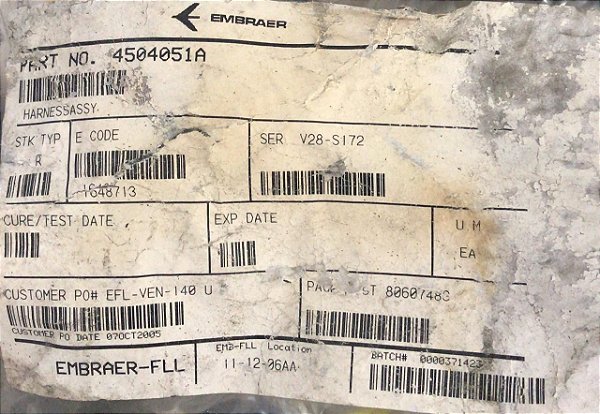 EMBRAER
PART NO. 4504051A
HARNESSASSY
STK TYP E CODE SER V28-S172
R
1648713
CURE/TEST DATE EXP DATE U M
EA
CUSTOMER PO# EFL-VEN-140 U 8060748G
CUSTOMER PO DATE 07OCT2005
EMBRAER-FLL EMB-FLL Location BATCH# 0000371423
11-12-06AA